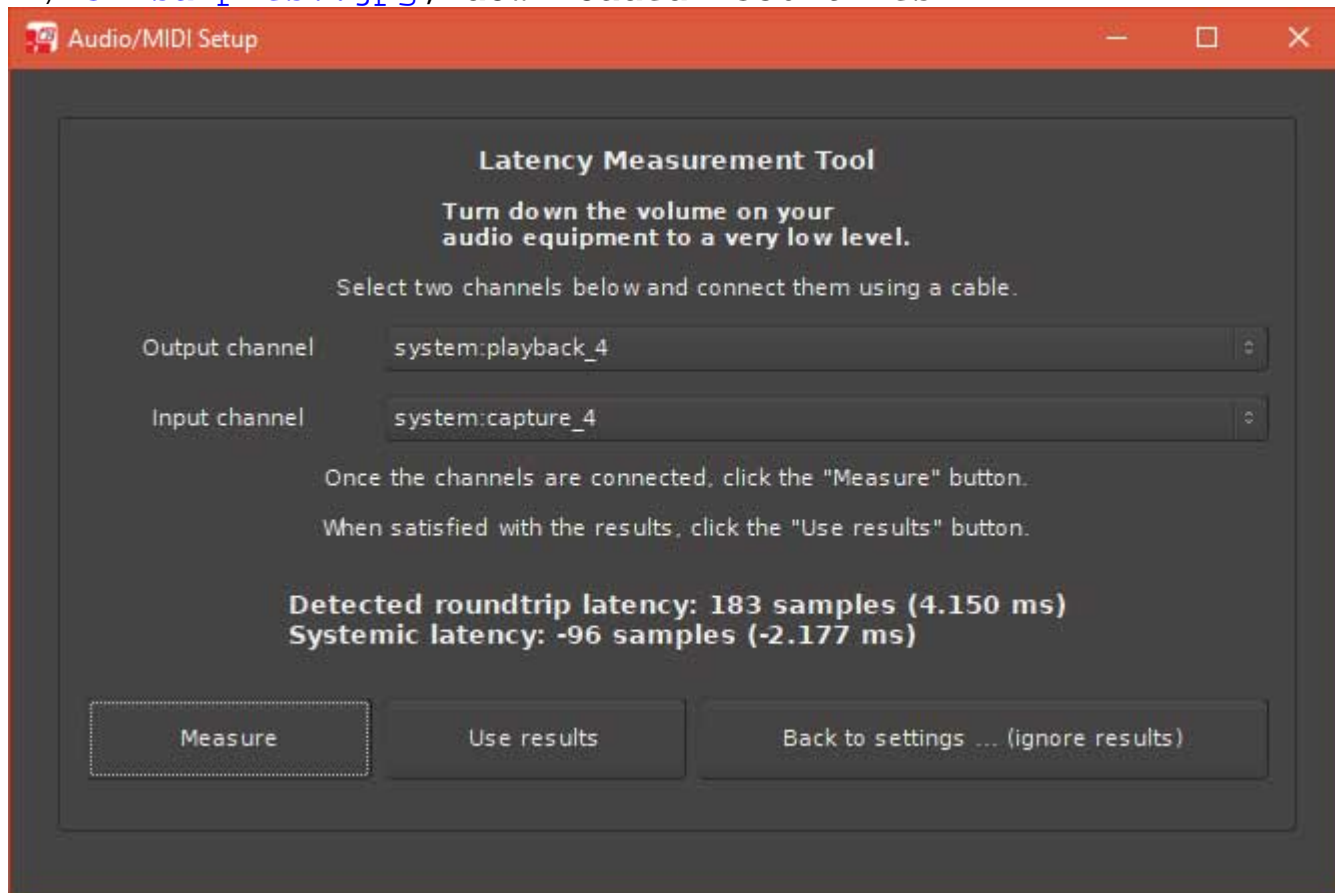 Audio/MIDI Setup
Latency Measurement Tool
Turn down the volume on your
audio equipment to a very low level.
Select two channels below and connect them using a cable.
Output channel system:playback_4
Input channel system:capture_4
Once the channels are connected, click the "Measure" button.
When satisfied with the results, click the "Use results" button.
Detected roundtrip latency: 183 samples (4.150 ms)
Systemic latency: -96 samples (-2.177 ms)
Measure Use results Back to settings ... (ignore results)